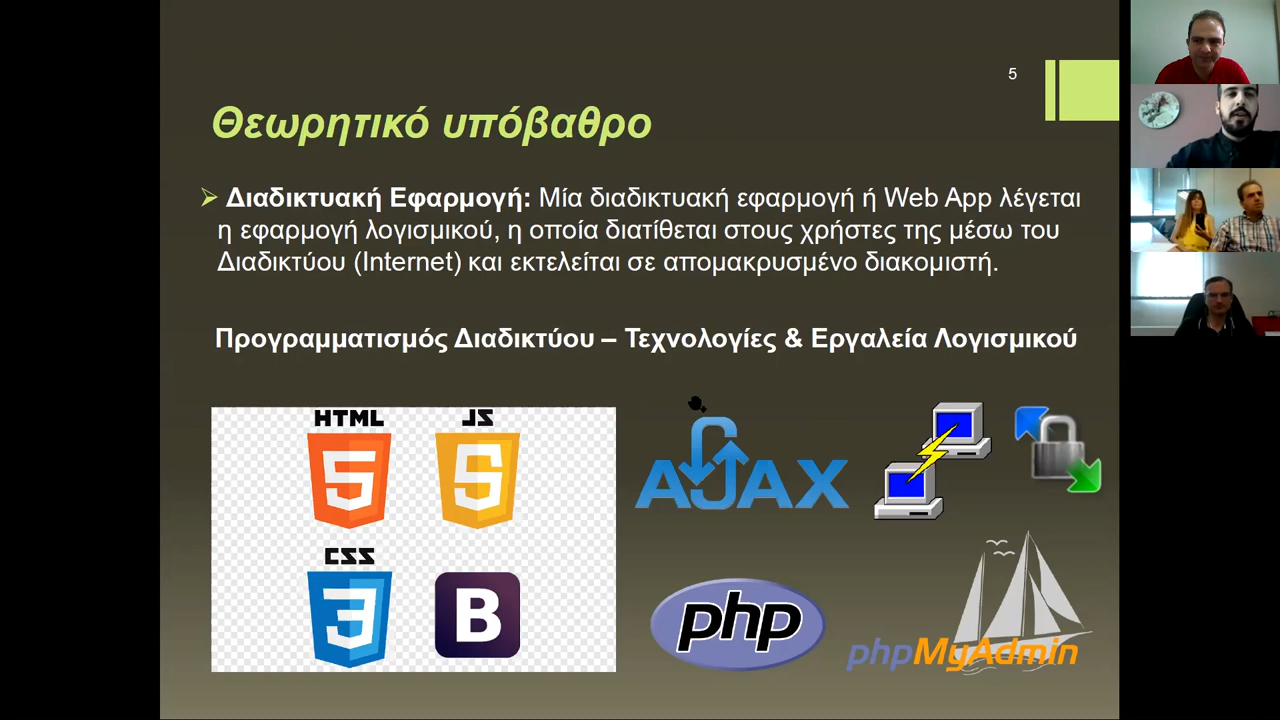 5
Θεωρητικό υπόβαθρο
Διαδικτυακή Εφαρμογή: Μία διαδικτυακή εφαρμογή ή Web App λέγεται
η εφαρμογή λογισμικού, η οποία διατίθεται στους χρήστες της μέσω του
Διαδικτύου (Internet) και εκτελείται σε απομακρυσμένο διακομιστή.
Προγραμματισμός Διαδικτύου – Τεχνολογίες & Εργαλεία Λογισμικού
HTML
JS
5
CSS
3
B
AJAX
php
phpMyAdmin